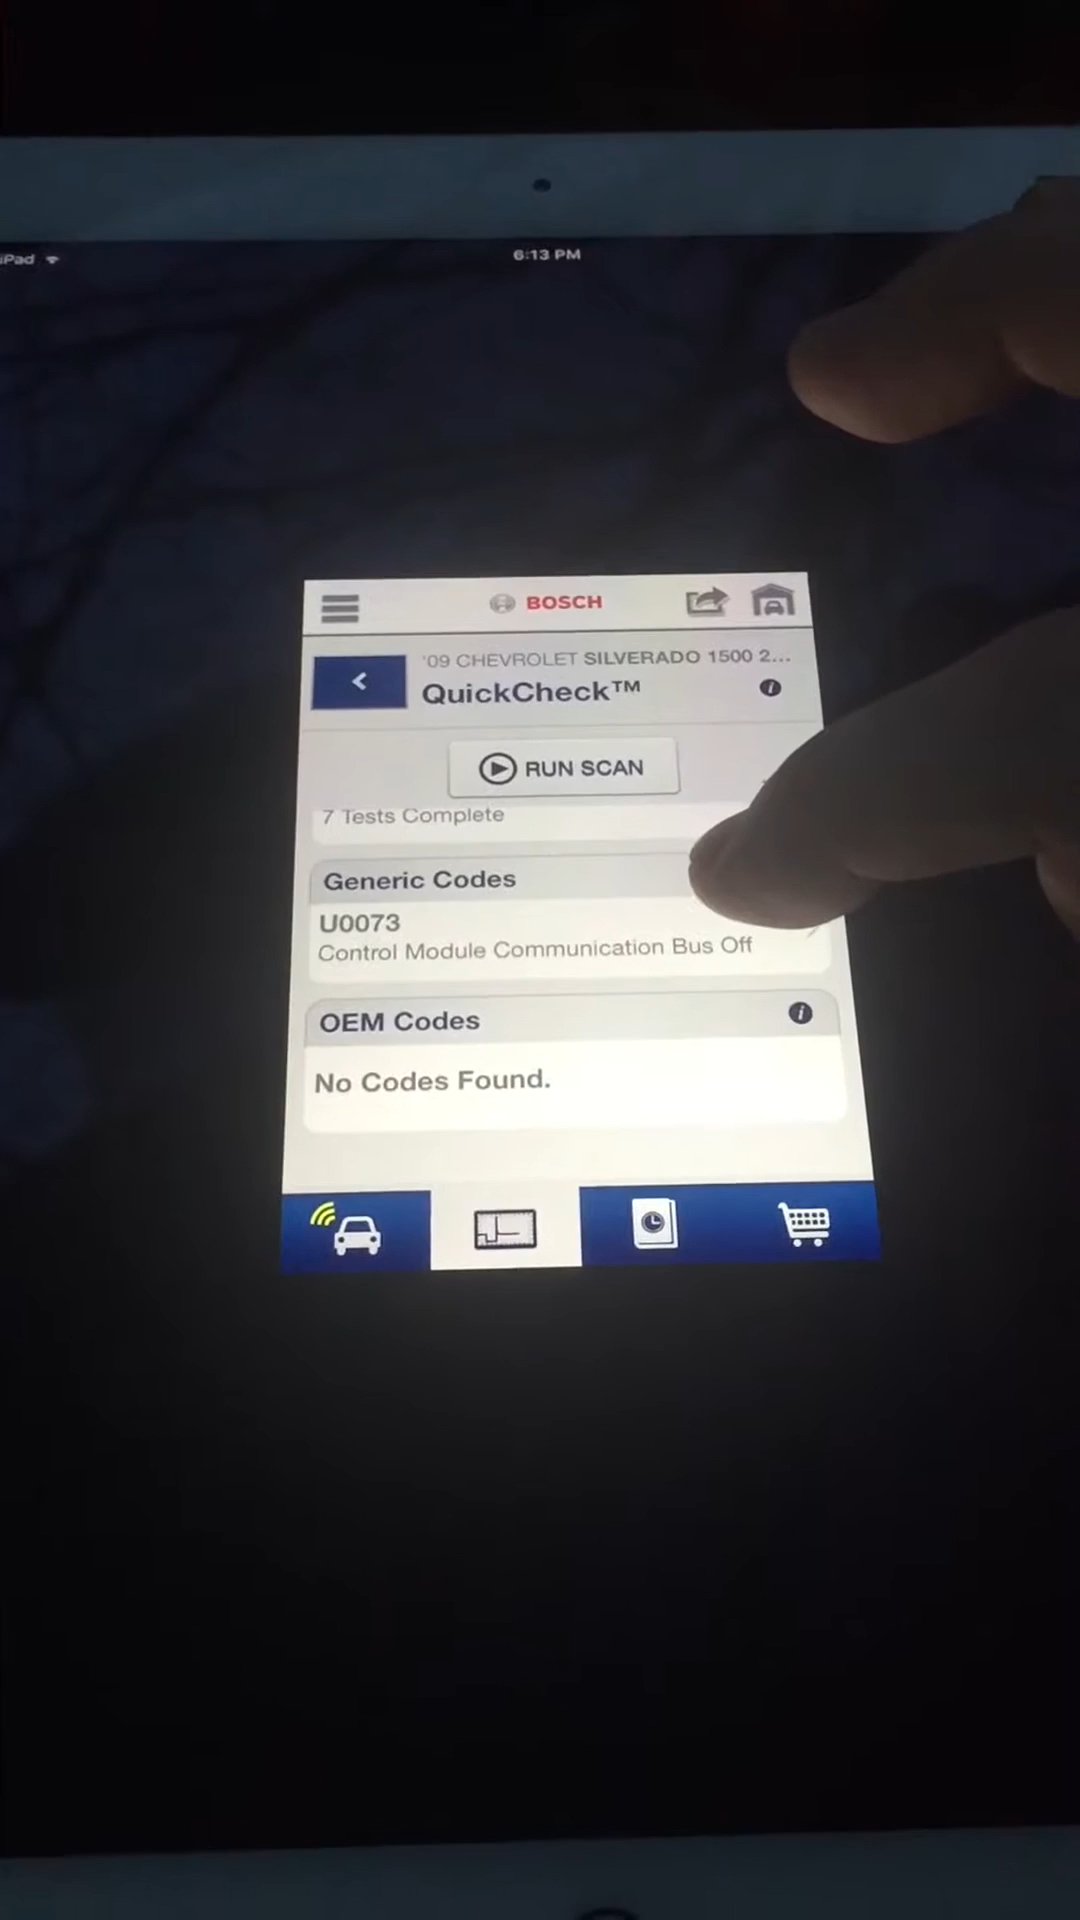 iPad
6:13 PM
BOSCH
'09 CHEVROLET SILVERADO 1500 2...
QuickCheck™
RUN SCAN
7 Tests Complete
Generic Codes
U0073
Control Module Communication Bus Off
OEM Codes
No Codes Found.